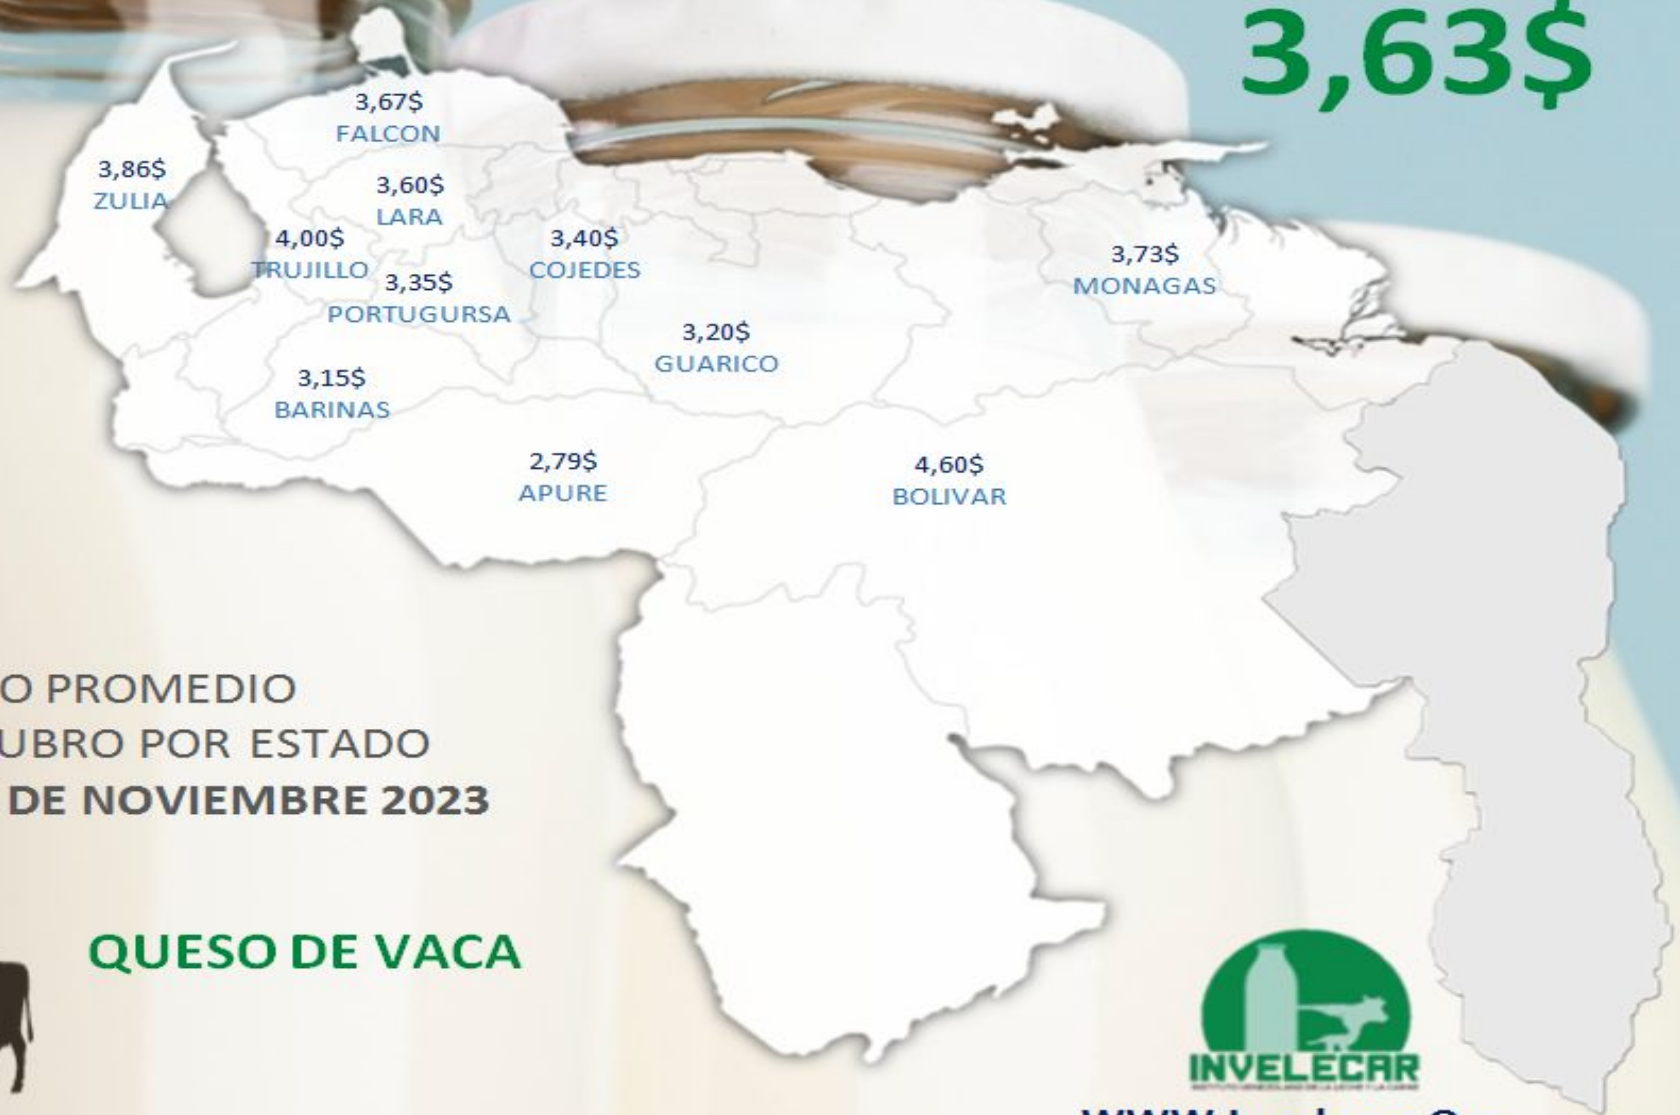 3,63$
3,67$
FALCON
3,86$
ZULIA
3,60$
LARA
4,00$
TRUJILLO
3,40$
COJEDES
3,73$
MONAGAS
3,35$
PORTUGURSA
3,20$
GUARICO
3,15$
BARINAS
2,79$
APURE
4,60$
BOLIVAR
O PROMEDIO
UBRO POR ESTADO
DE NOVIEMBRE 2023
QUESO DE VACA
INVELECAR